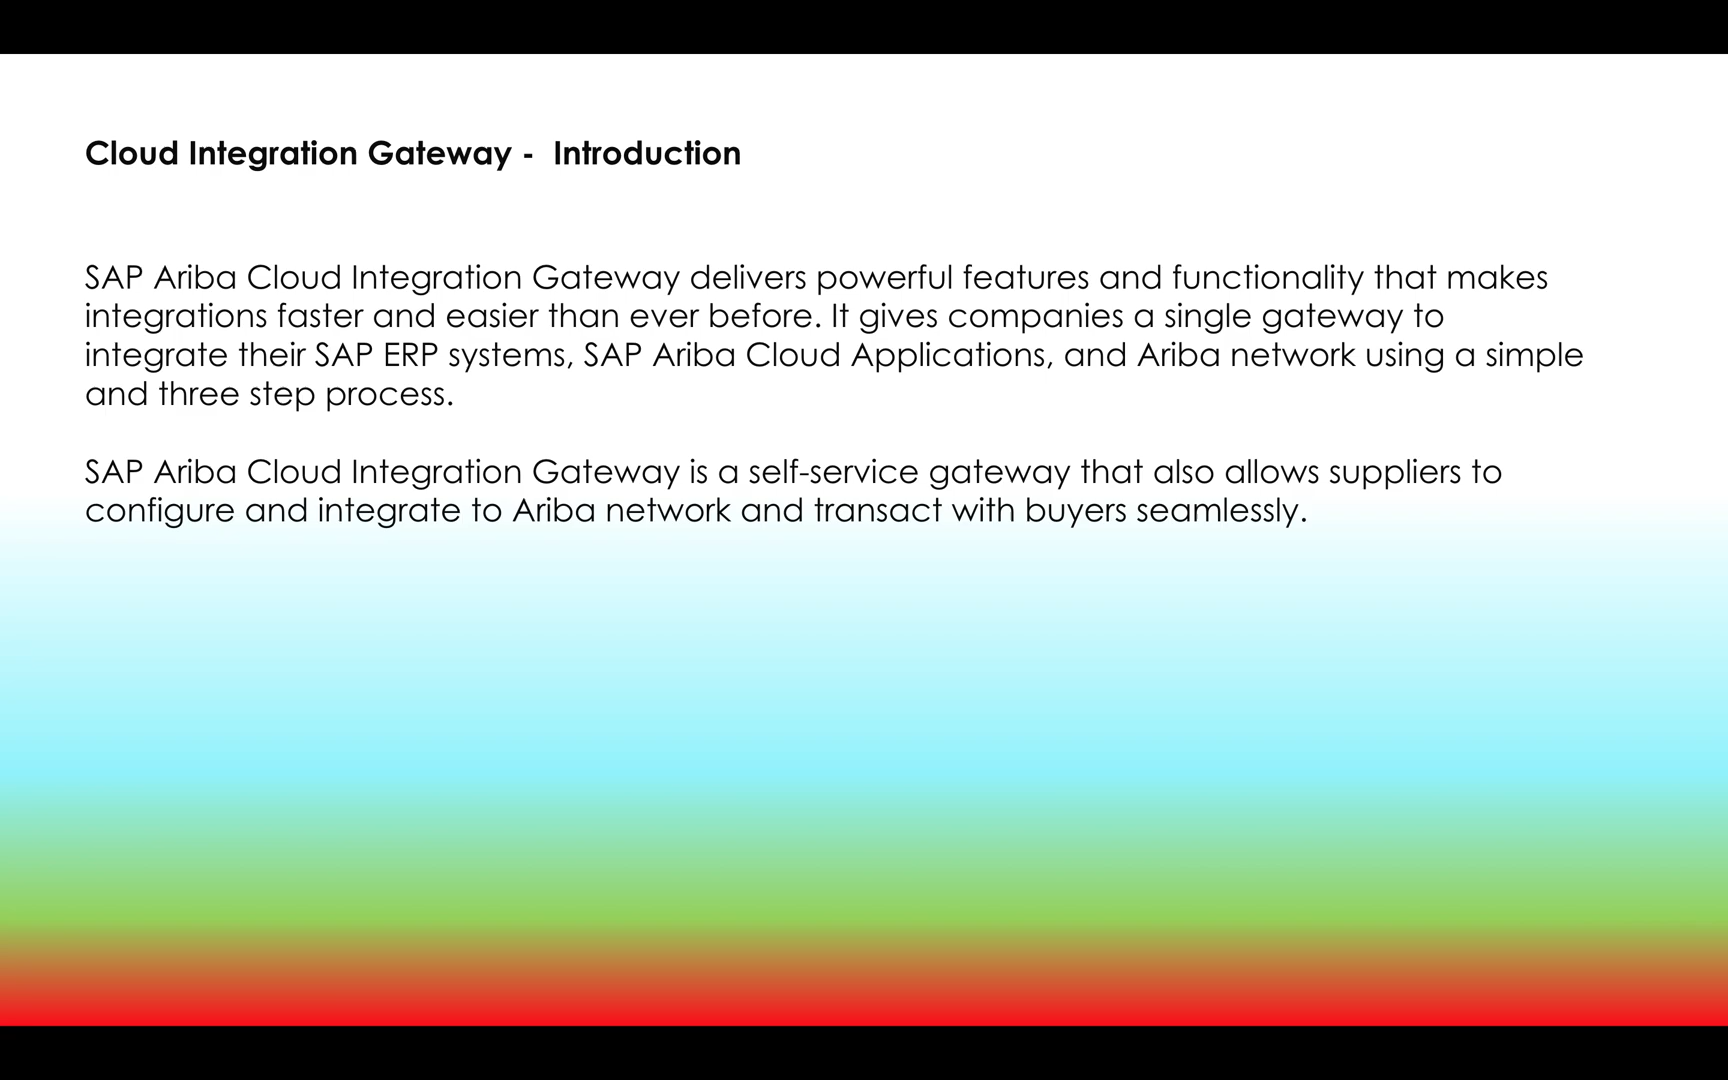 Cloud Integration Gateway -  Introduction
SAP Ariba Cloud Integration Gateway delivers powerful features and functionality that makes
integrations faster and easier than ever before. It gives companies a single gateway to
integrate their SAP ERP systems, SAP Ariba Cloud Applications, and Ariba network using a simple
and three step process.
SAP Ariba Cloud Integration Gateway is a self-service gateway that also allows suppliers to
configure and integrate to Ariba network and transact with buyers seamlessly.